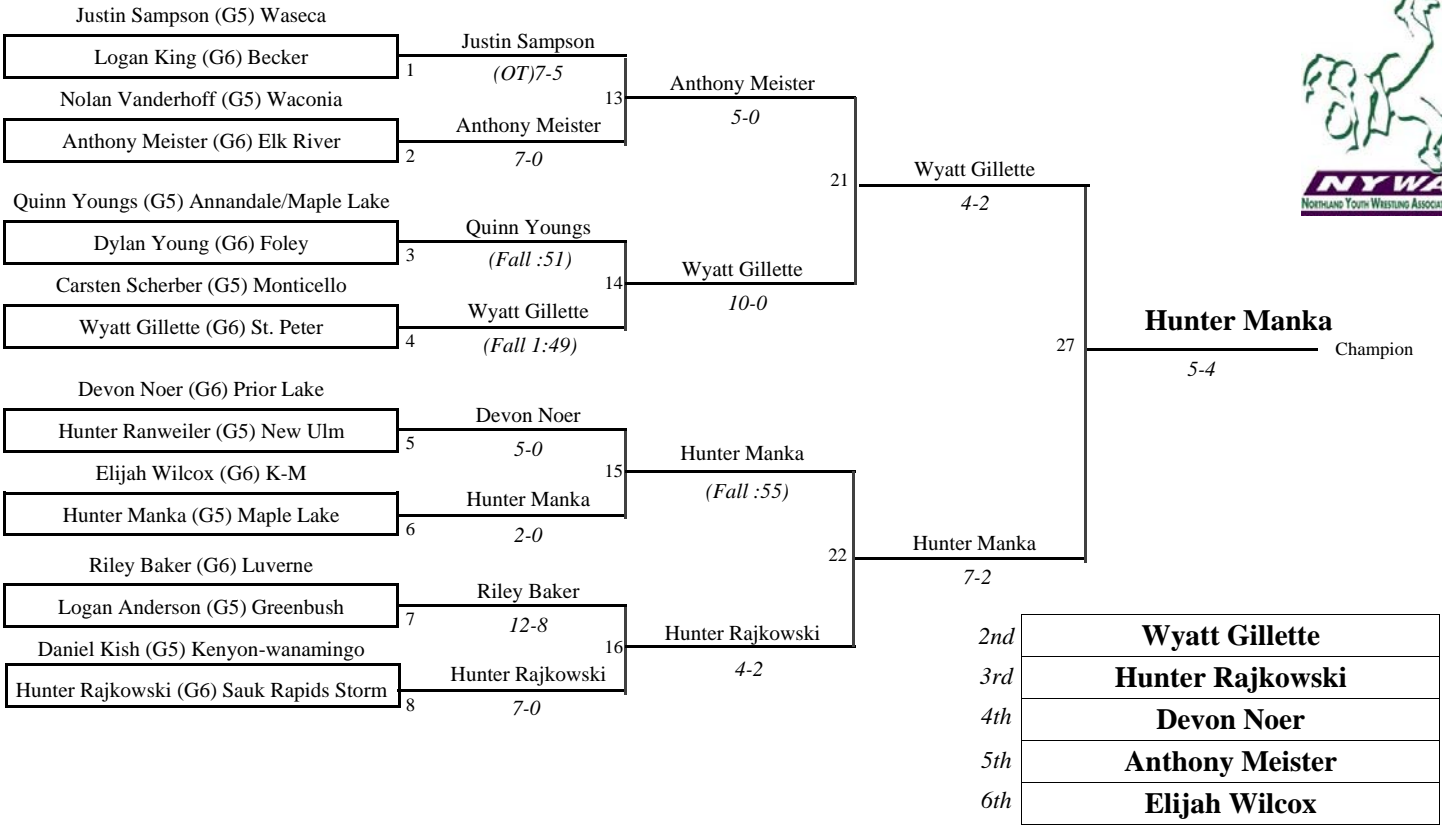 Justin Sampson (G5) Waseca
Logan King (G6) Becker
1
Justin Sampson
(OT)7-5
Nolan Vanderhoff (G5) Waconia
Anthony Meister (G6) Elk River
2
Anthony Meister
7-0
13
Anthony Meister
5-0
Quinn Youngs (G5) Annandale/Maple Lake
Dylan Young (G6) Foley
3
Quinn Youngs
(Fall :51)
Carsten Scherber (G5) Monticello
Wyatt Gillette (G6) St. Peter
4
Wyatt Gillette
(Fall 1:49)
14
Wyatt Gillette
10-0
21
Wyatt Gillette
4-2
Devon Noer (G6) Prior Lake
Hunter Ranweiler (G5) New Ulm
5
Devon Noer
5-0
Elijah Wilcox (G6) K-M
Hunter Manka (G5) Maple Lake
6
Hunter Manka
2-0
15
Hunter Manka
(Fall :55)
Riley Baker (G6) Luverne
Logan Anderson (G5) Greenbush
7
Riley Baker
12-8
Daniel Kish (G5) Kenyon-wanamingo
Hunter Rajkowski (G6) Sauk Rapids Storm
8
Hunter Rajkowski
7-0
16
Hunter Rajkowski
4-2
22
Hunter Manka
7-2
27
Hunter Manka
Champion
5-4
NYWA
NORTHLAND YOUTH WRESTLING
2nd Wyatt Gillette
3rd Hunter Rajkowski
4th Devon Noer
5th Anthony Meister
6th Elijah Wilcox